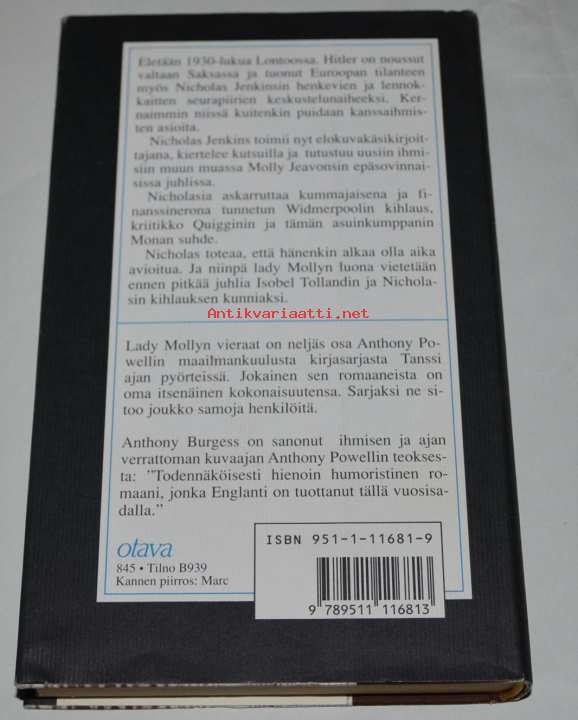 Eletään 1930-lukua Lontoossa. Hitler on noussut
valtaan Saksassa ja tuonut Euroopan tilanteen
myös Nicholas Jenkinsin henkevien ja lennok-
kaitten seurapiirien keskustelunaiheeksi. Ker-
naimmin niissä kuitenkin puidaan kanssaihmis-
ten asioita.
Nicholas Jenkins toimii nyt elokuvakäsikirjoit-
tajana, kiertelee kutsuilla ja tutustuu uusiin ihmi-
siin muun muassa Molly Jeavonsin epäsovinnai-
sissa juhlissa.
Nicholasia askarruttaa kummajaisena ja fi-
nanssinerona tunnetun Widmerpoolin kihlaus,
kriitikko Quigginin ja tämän asuinkumppanin
Monan suhde.
Nicholas toteaa, että hänenkin alkaa olla aika
avioitua. Ja niinpä lady Mollyn luona vietetään
ennen pitkää juhlia Isobel Tollandin ja Nichola-
sin kihlauksen kunniaksi.
Antikvariaatti.net
Lady Mollyn vieraat on neljäs osa Anthony Po-
wellin maailmankuulusta kirjasarjasta Tanssi
ajan pyörteissä. Jokainen sen romaaneista on
oma itsenäinen kokonaisuutensa. Sarjaksi ne si-
too joukko samoja henkilöitä.
Anthony Burgess on sanonut ihmisen ja ajan
verrattoman kuvaajan Anthony Powellin teokses-
ta: ”Todennäköisesti hienoin humoristinen ro-
maani, jonka Englanti on tuottanut tällä vuosisa-
dalla.”
ISBN 951-1-11681-9
otava
845 • Tilno B939
Kannen piirros: Marc
9 789511 116813